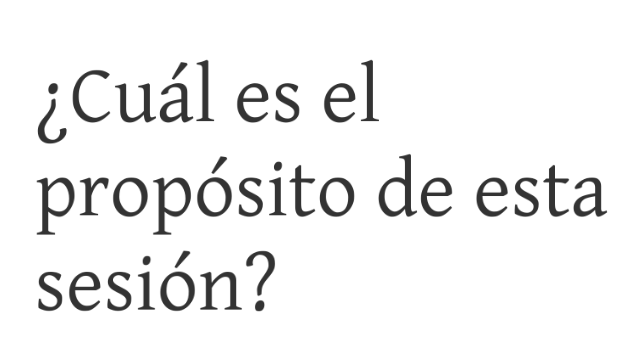 ¿Cuál es el
propósito de esta
sesión?